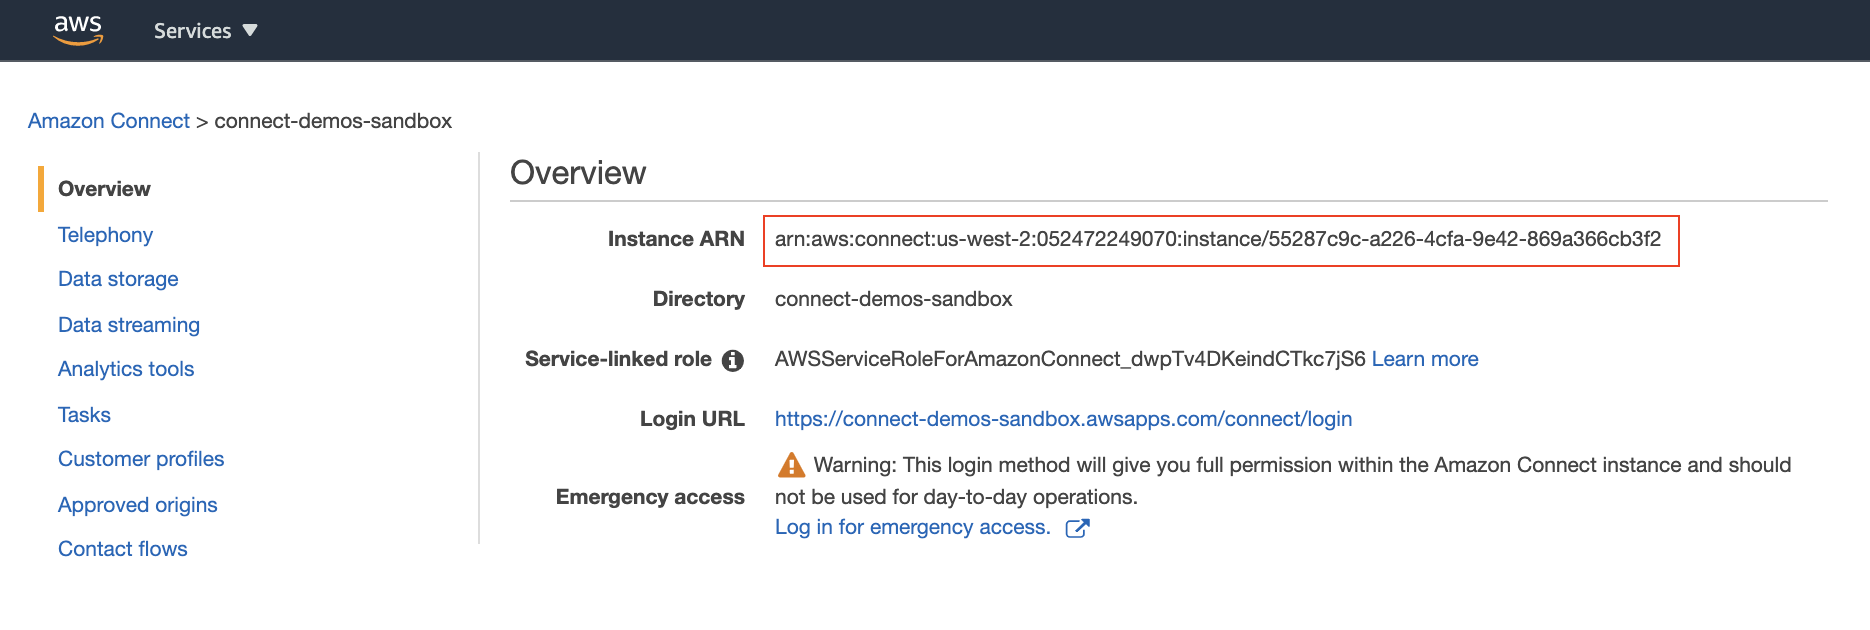 aws
Services
Amazon Connect > connect-demos-sandbox
Overview
Telephony
Data storage
Data streaming
Analytics tools
Tasks
Customer profiles
Approved origins
Contact flows
Overview
Instance ARN arn:aws:connect:us-west-2:052472249070:instance/55287c9c-a226-4cfa-9e42-869a366cb3f2
Directory connect-demos-sandbox
Service-linked role AWSServiceRoleForAmazonConnect_dwpTv4DKeindCTkc7jS6 Learn more
Login URL https://connect-demos-sandbox.awsapps.com/connect/login
Warning: This login method will give you full permission within the Amazon Connect instance and should
Emergency access not be used for day-to-day operations.
Log in for emergency access.